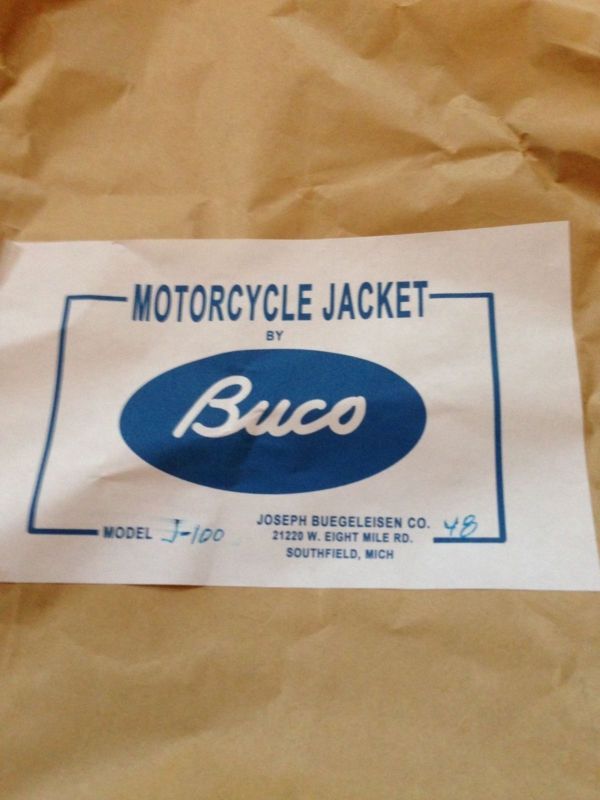 MOTORCYCLE JACKET
BY
Buco
MODEL J-100
JOSEPH BUEGELEISEN CO.
21220 W. EIGHT MILE RD.
SOUTHFIELD, MICH
48